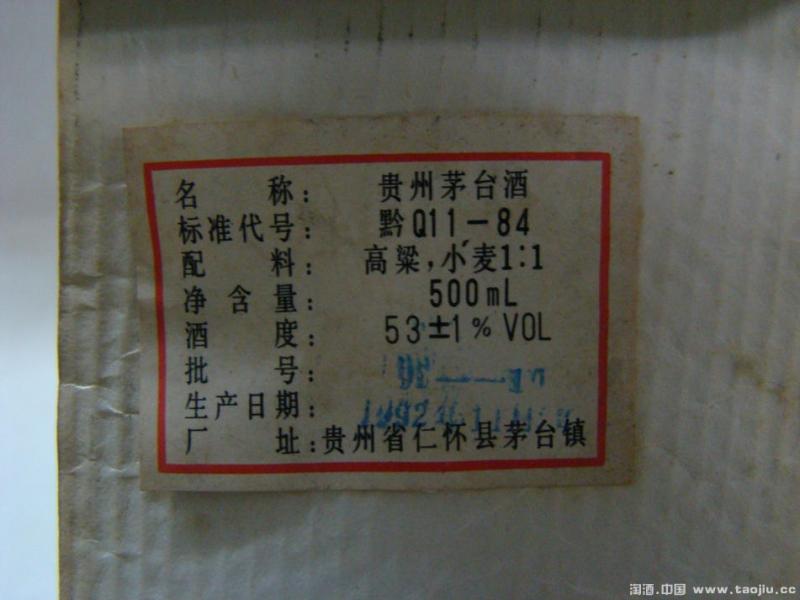 名 称： 贵州茅台酒
标准代号： 黔Q11－84
配 料： 高粱，小麦1:1
净含量： 500mL
酒 度： 53±1％VOL
批 号：
生产日期：
厂 址：贵州省仁怀县茅台镇
淘酒.中国 www.taojiu.cc